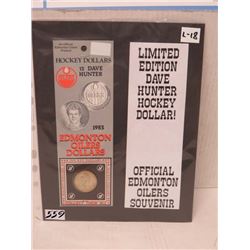 L-18
HOCKEY DOLLARS
12 DAVE
HUNTER
1983
EDMONTON
OILERS
DOLLARS
LIMITED
EDITION
DAVE
HUNTER
HOCKEY
DOLLAR!
OFFICIAL
EDMONTON
OILERS
SOUVENIR
559